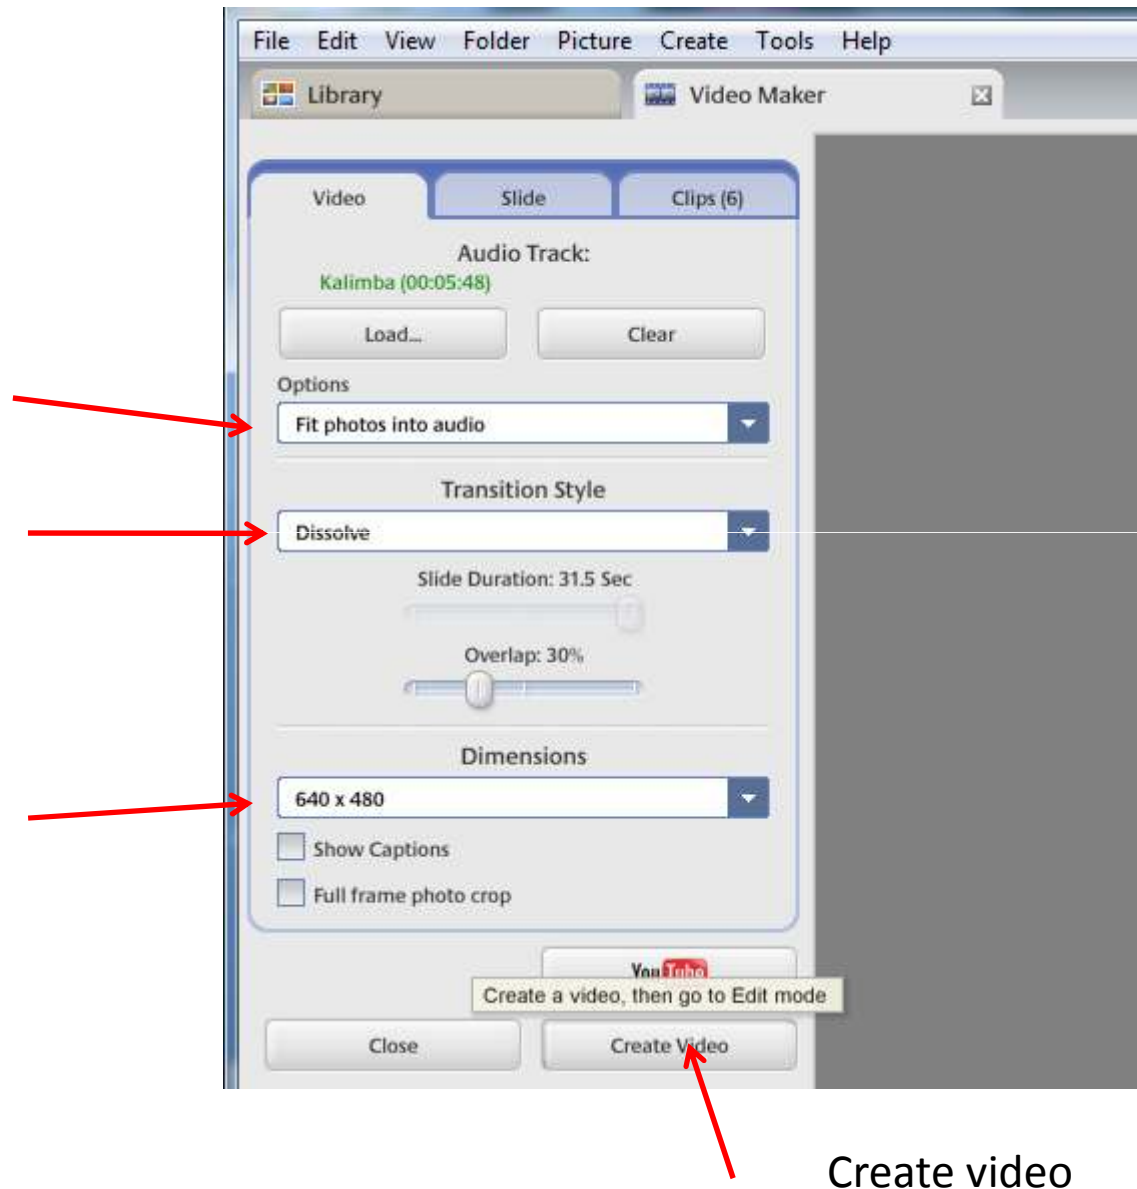 File Edit View Folder Picture Create Tools Help
Library Video Maker
Video Slide Clips (6)
Audio Track:
Kalimba (00:05:48)
Load... Clear
Options
Fit photos into audio
Transition Style
Dissolve
Slide Duration: 31.5 Sec
Overlap: 30%
Dimensions
640 x 480
Show Captions
Full frame photo crop
YouTube
Create a video, then go to Edit mode
Close Create Video
Create video